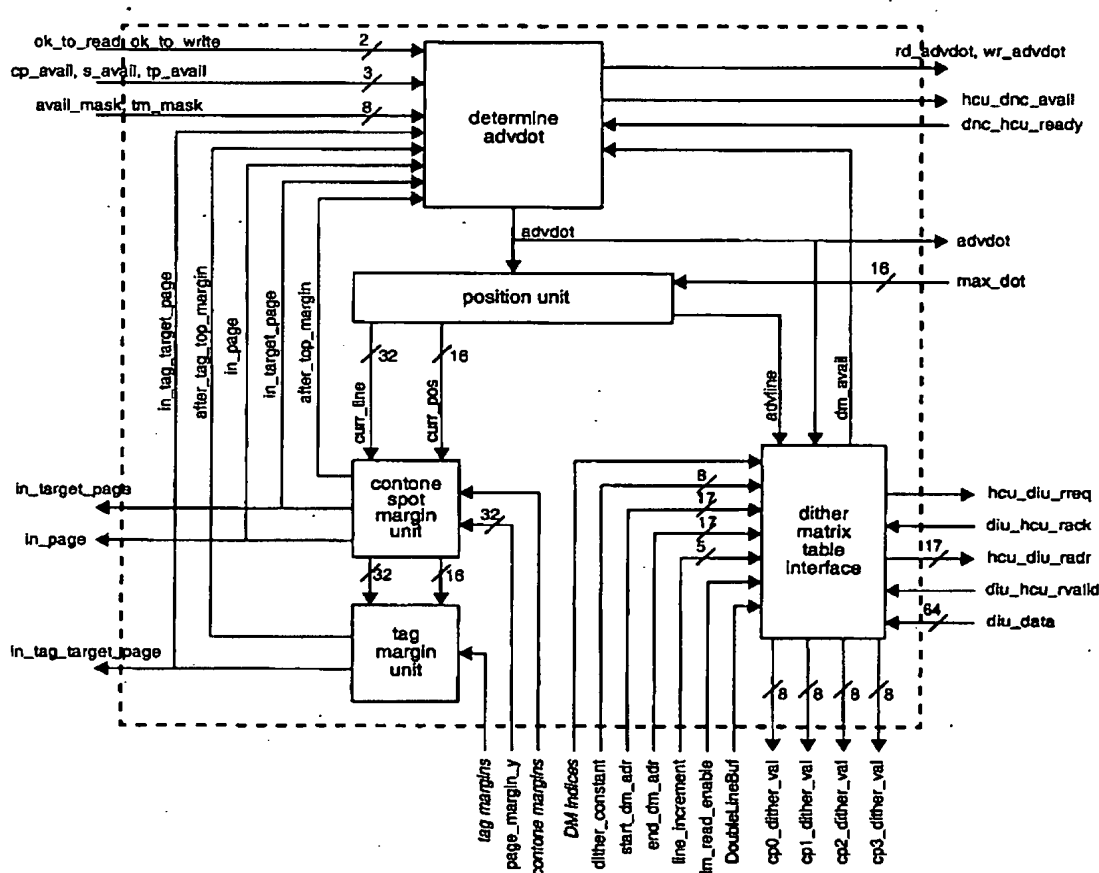 ok_to_read, ok_to_write
2
cp_avail, s_avail, tp_avail
3
avail_mask, tm_mask
8
determine
advdot
rd_advdot, wr_advdot
hcu_dnc_avail
dnc_hcu_ready
advdot
advdot
max_dot
16
position unit
in_tag_target_page
after_tag_top_margin
in_page
in_target_page
after_top_margin
32
16
curr_line
curr_pos
advline
dm_avail
in_target_page
in_page
in_tag_target_page
contone
spot
margin
unit
32
32
16
tag
margin
unit
8
17
17
5
dither
matrix
table
interface
hcu_diu_rreq
diu_hcu_rack
17
hcu_diu_radr
diu_hcu_rvalid
64
diu_data
8
8
8
8
tag margins
page_margin_y
contone margins
DM indices
dither_constant
start_dm_adr
end_dm_adr
line_increment
dm_read_enable
DoubleLineBuf
cp0_dither_val
cp1_dither_val
cp2_dither_val
cp3_dither_val